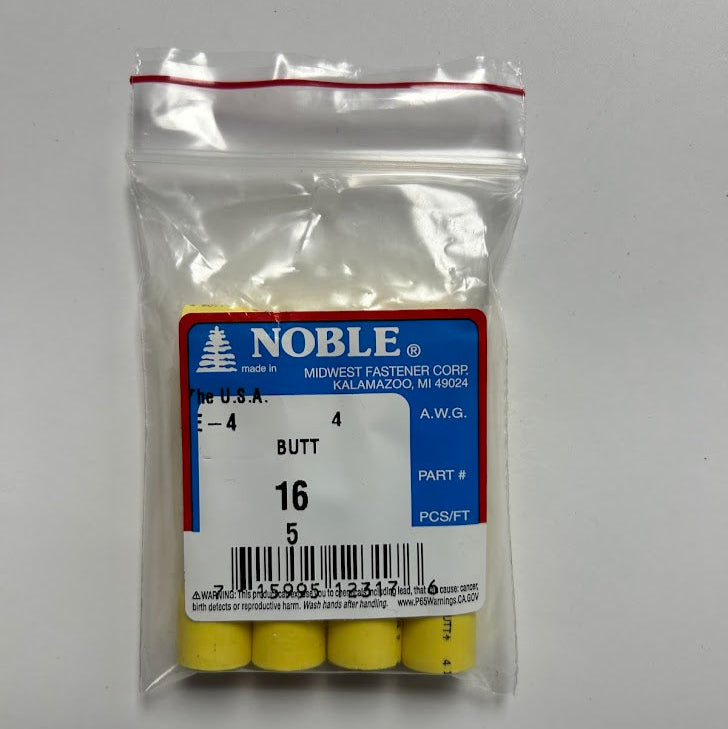 NOBLE®
made in
MIDWEST FASTENER CORP.
KALAMAZOO, MI 49024
The U.S.A.
E-4 4 A.W.G.
BUTT
16 PART #
5 PCS/FT
7 15995 12317 6
⚠WARNING: This product can expose you to chemicals including lead, that can cause: cancer,
birth defects or reproductive harm. Wash hands after handling. www.P65Warnings.CA.GOV
BUTT 4